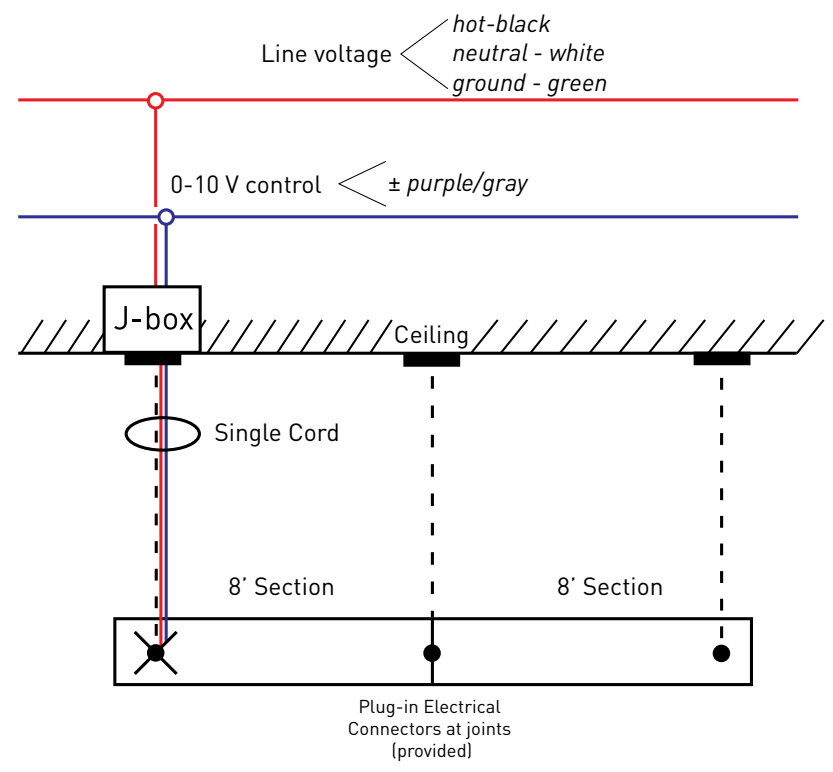 hot-black
Line voltage
neutral - white
ground - green
0-10 V control
± purple/gray
J-box
Ceiling
Single Cord
8’ Section
8’ Section
Plug-in Electrical
Connectors at joints
(provided)